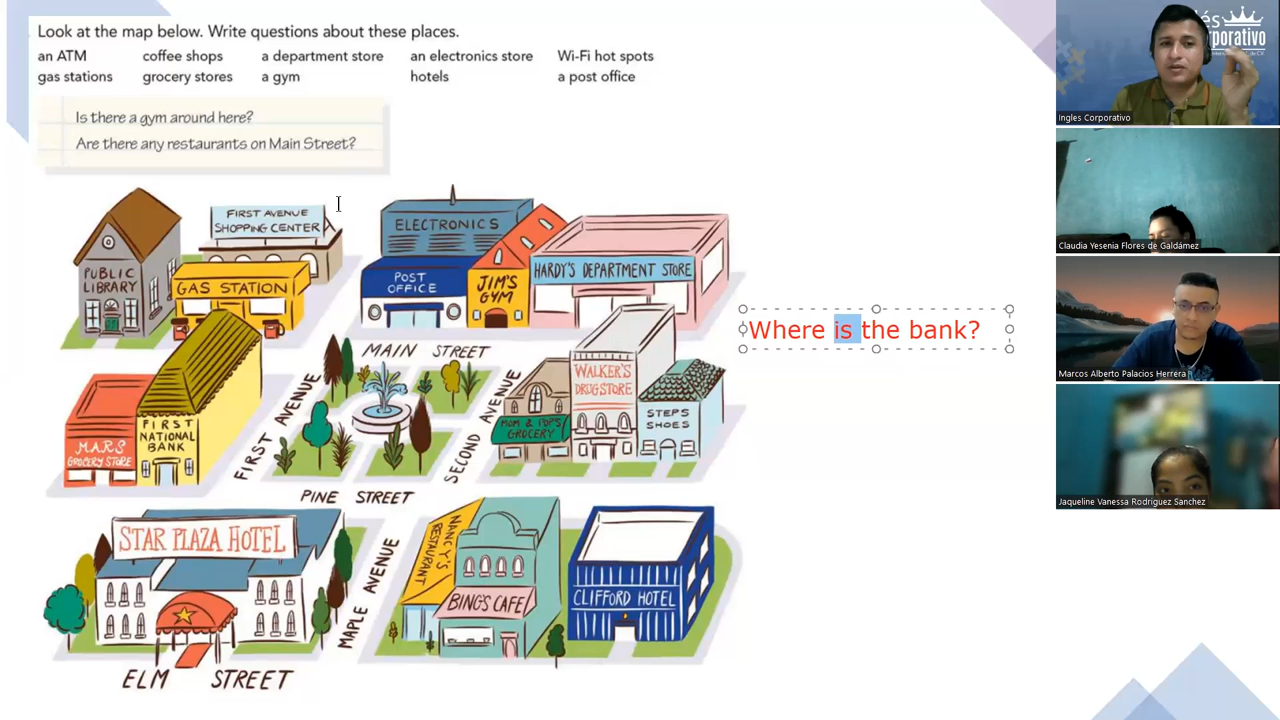 Look at the map below. Write questions about these places.
an ATM coffee shops a department store an electronics store Wi-Fi hot spots
gas stations grocery stores a gym hotels a post office
Is there a gym around here?
Are there any restaurants on Main Street?
FIRST AVENUE
SHOPPING CENTER
ELECTRONICS
PUBLIC
LIBRARY
GAS STATION
POST
OFFICE
JIM'S
GYM
HARDY'S DEPARTMENT STORE
Where is the bank?
MAIN STREET
FIRST AVENUE
SECOND AVENUE
WALKER'S
DRUGSTORE
MOM & POP'S
GROCERY
STEPS
SHOES
MARS
GROCERY STORE
FIRST
NATIONAL
BANK
PINE STREET
STAR PLAZA HOTEL
MAPLE AVENUE
NANCY'S
RESTAURANT
BING'S CAFE
CLIFFORD HOTEL
ELM STREET
és
orporativo
Ingles Corporativo
Claudia Yesenia Flores de Galdámez
Marcos Alberto Palacios Herrera
Jaqueline Vanessa Rodriguez Sanchez